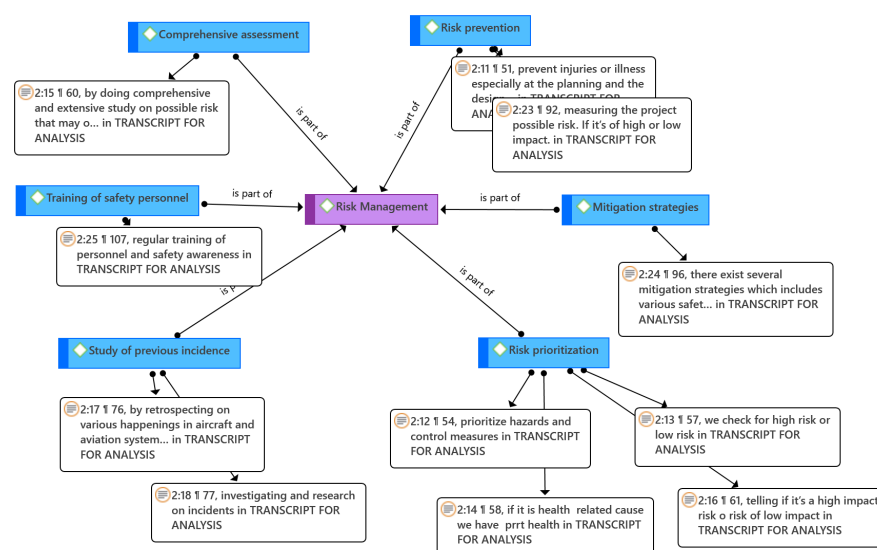 Comprehensive assessment
Risk prevention
2:15 ¶ 60, by doing comprehensive
and extensive study on possible risk
that may o... in TRANSCRIPT FOR
ANALYSIS
2:11 ¶ 51, prevent injuries or illness
especially at the planning and the
design... in TRANSCRIPT FOR
ANA
2:23 ¶ 92, measuring the project
possible risk. If it's of high or low
impact. in TRANSCRIPT FOR
ANALYSIS
is part of
is part of
Training of safety personnel
is part of
Risk Management
is part of
Mitigation strategies
2:25 ¶ 107, regular training of
personnel and safety awareness in
TRANSCRIPT FOR ANALYSIS
2:24 ¶ 96, there exist several
mitigation strategies which includes
various safet... in TRANSCRIPT FOR
ANALYSIS
is p
is part of
Study of previous incidence
Risk prioritization
2:17 ¶ 76, by retrospecting on
various happenings in aircraft and
aviation system... in TRANSCRIPT
FOR ANALYSIS
2:12 ¶ 54, prioritize hazards and
control measures in TRANSCRIPT
FOR ANALYSIS
2:13 ¶ 57, we check for high risk or
low risk in TRANSCRIPT FOR
ANALYSIS
2:18 ¶ 77, investigating and research
on incidents in TRANSCRIPT FOR
ANALYSIS
2:14 ¶ 58, if it is health related cause
we have prrt health in TRANSCRIPT
FOR ANALYSIS
2:16 ¶ 61, telling if it's a high impact
risk o risk of low impact in
TRANSCRIPT FOR ANALYSIS